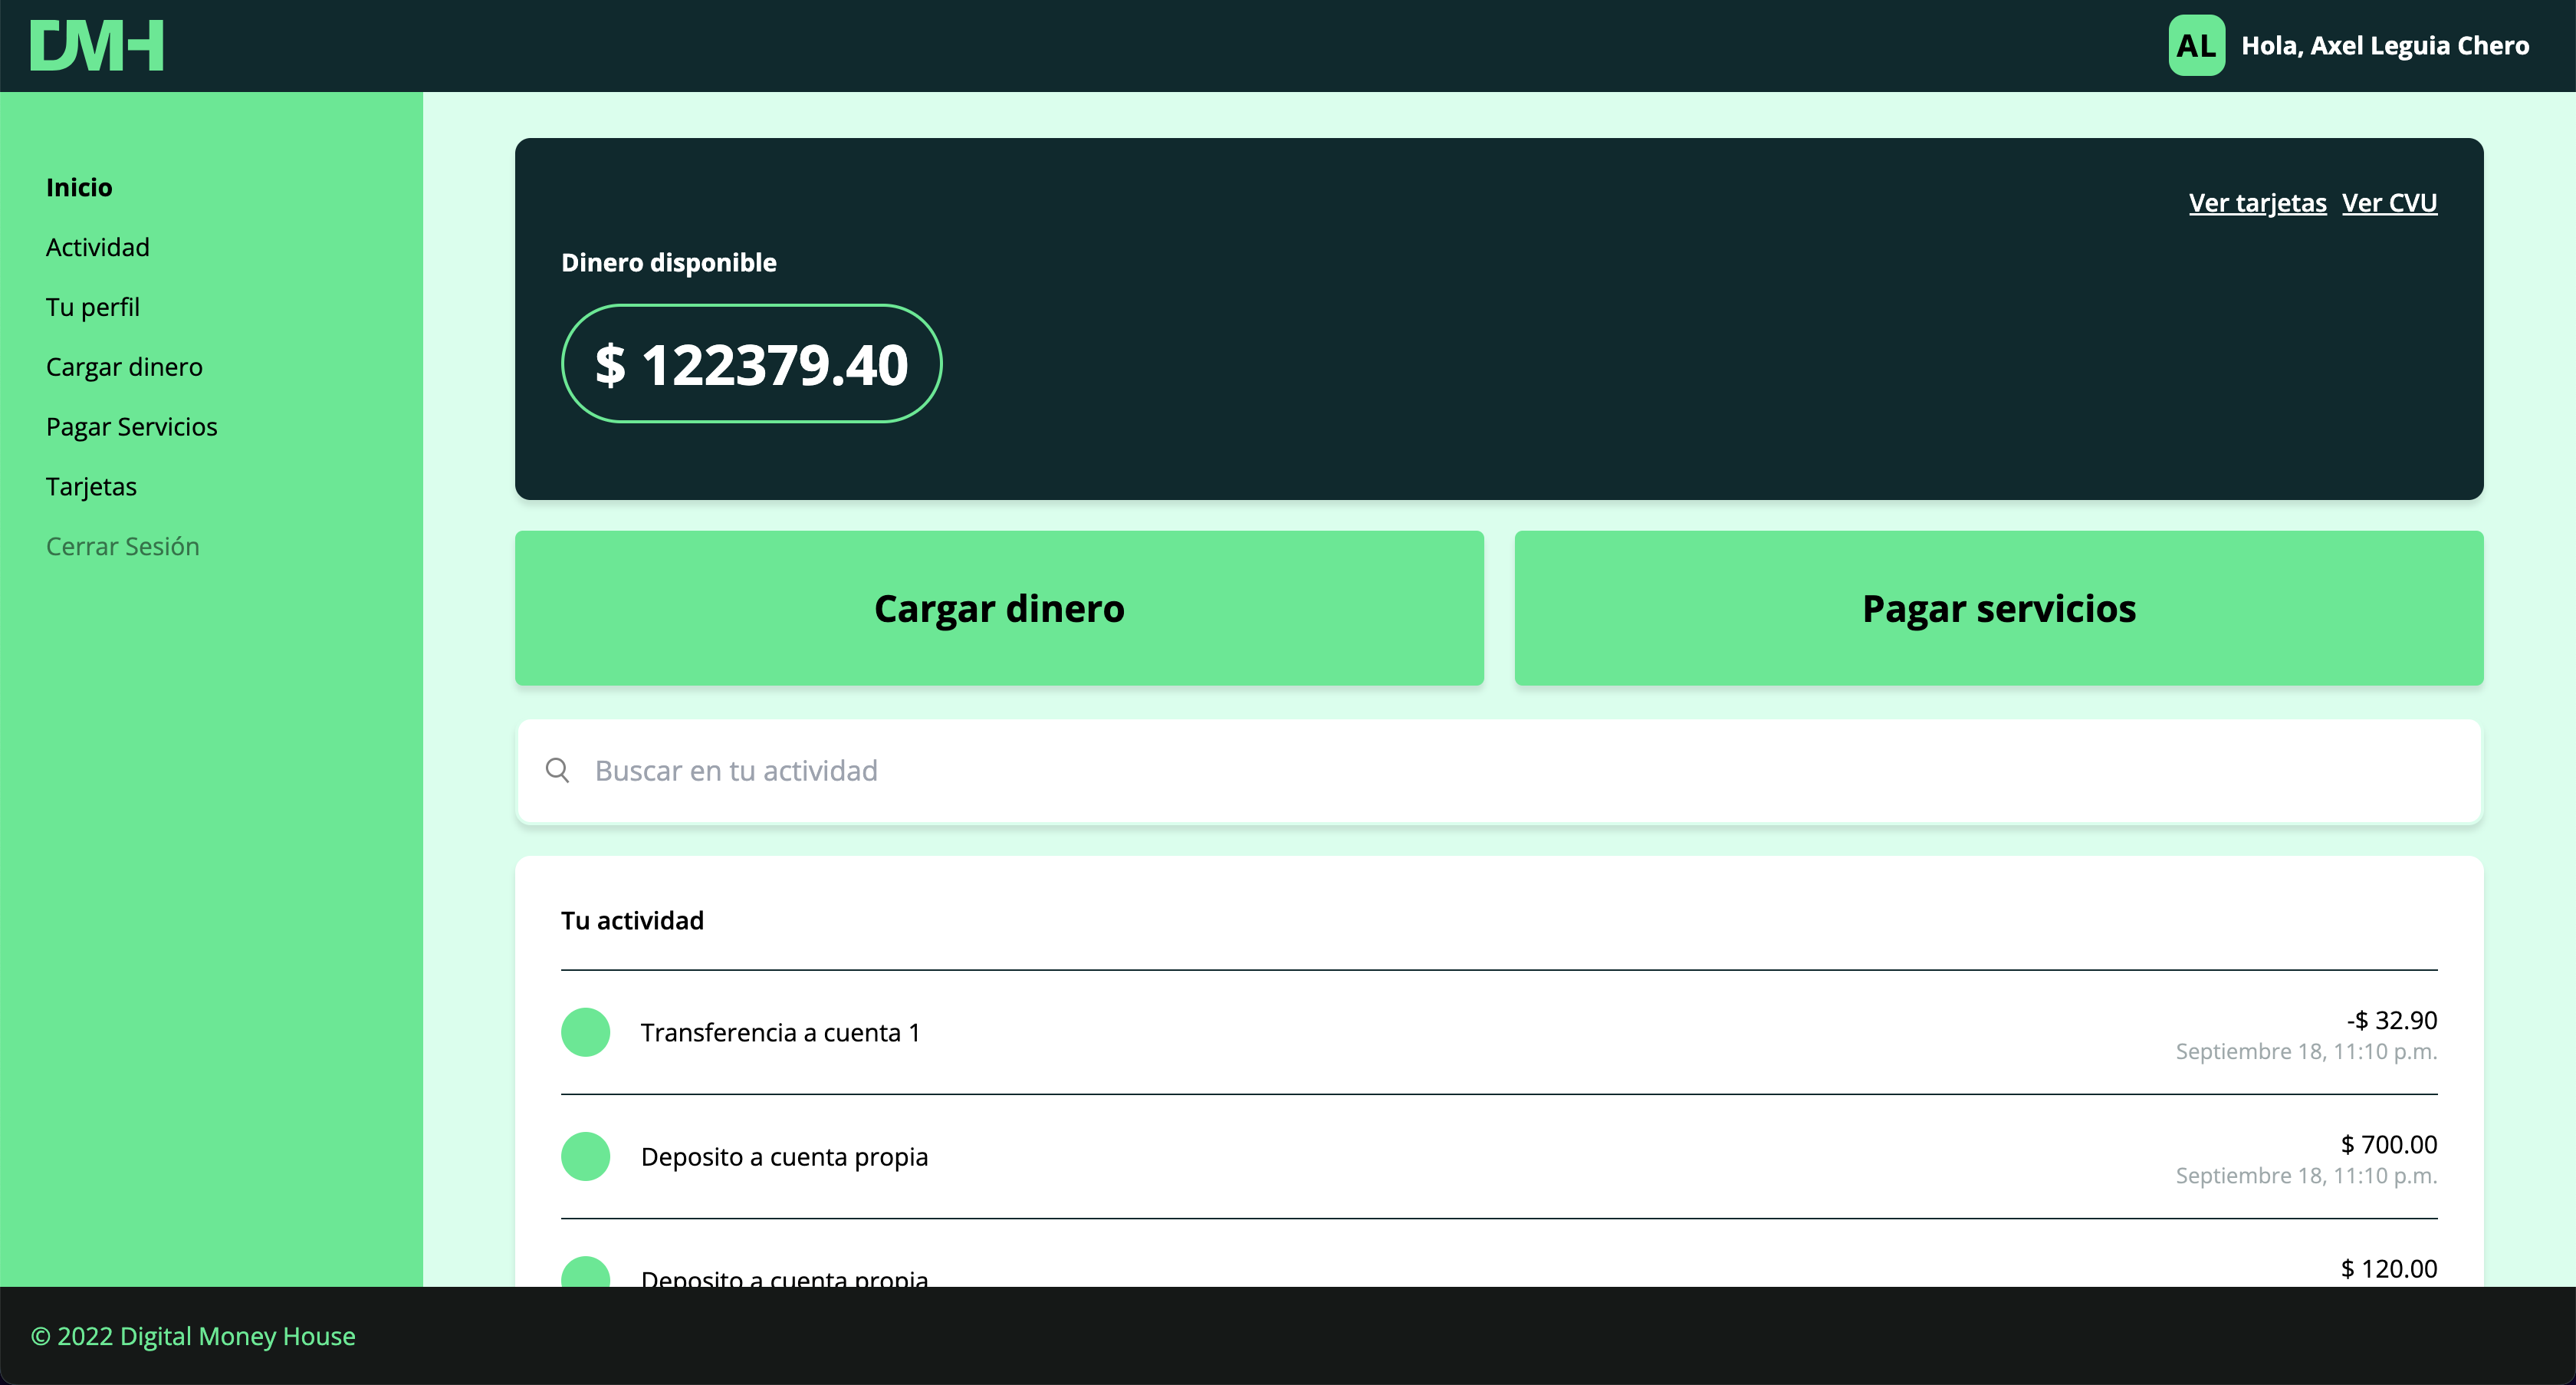 DMH
AL Hola, Axel Leguia Chero
Inicio
Actividad
Tu perfil
Cargar dinero
Pagar Servicios
Tarjetas
Cerrar Sesión
Ver tarjetas Ver CVU
Dinero disponible
$ 122379.40
Cargar dinero
Pagar servicios
Buscar en tu actividad
Tu actividad
Transferencia a cuenta 1
-$ 32.90
Septiembre 18, 11:10 p.m.
Deposito a cuenta propia
$ 700.00
Septiembre 18, 11:10 p.m.
Deposito a cuenta propia
$ 120.00
© 2022 Digital Money House